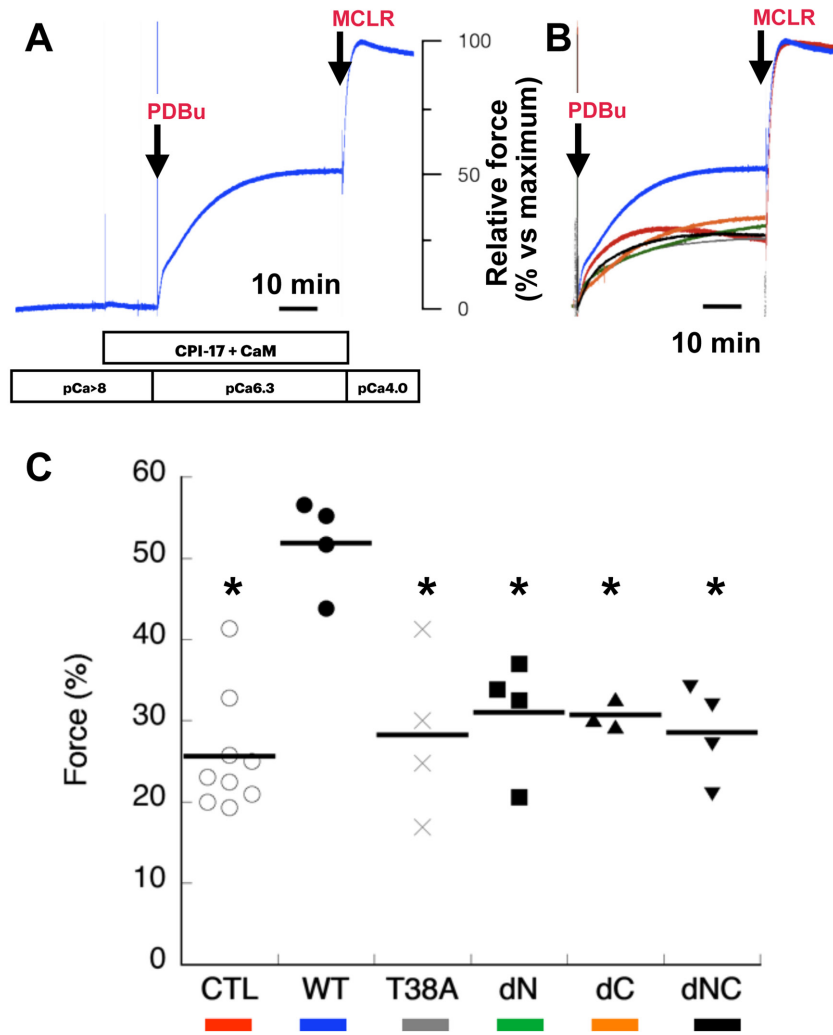 A
PDBu
MCLR
100
50
0
Relative force
(% vs maximum)
10 min
CPI-17 + CaM
pCa>8
pCa6.3
pCa4.0
B
PDBu
MCLR
10 min
C
Force (%)
60
50
40
30
20
10
0
* * * * *
CTL WT T38A dN dC dNC